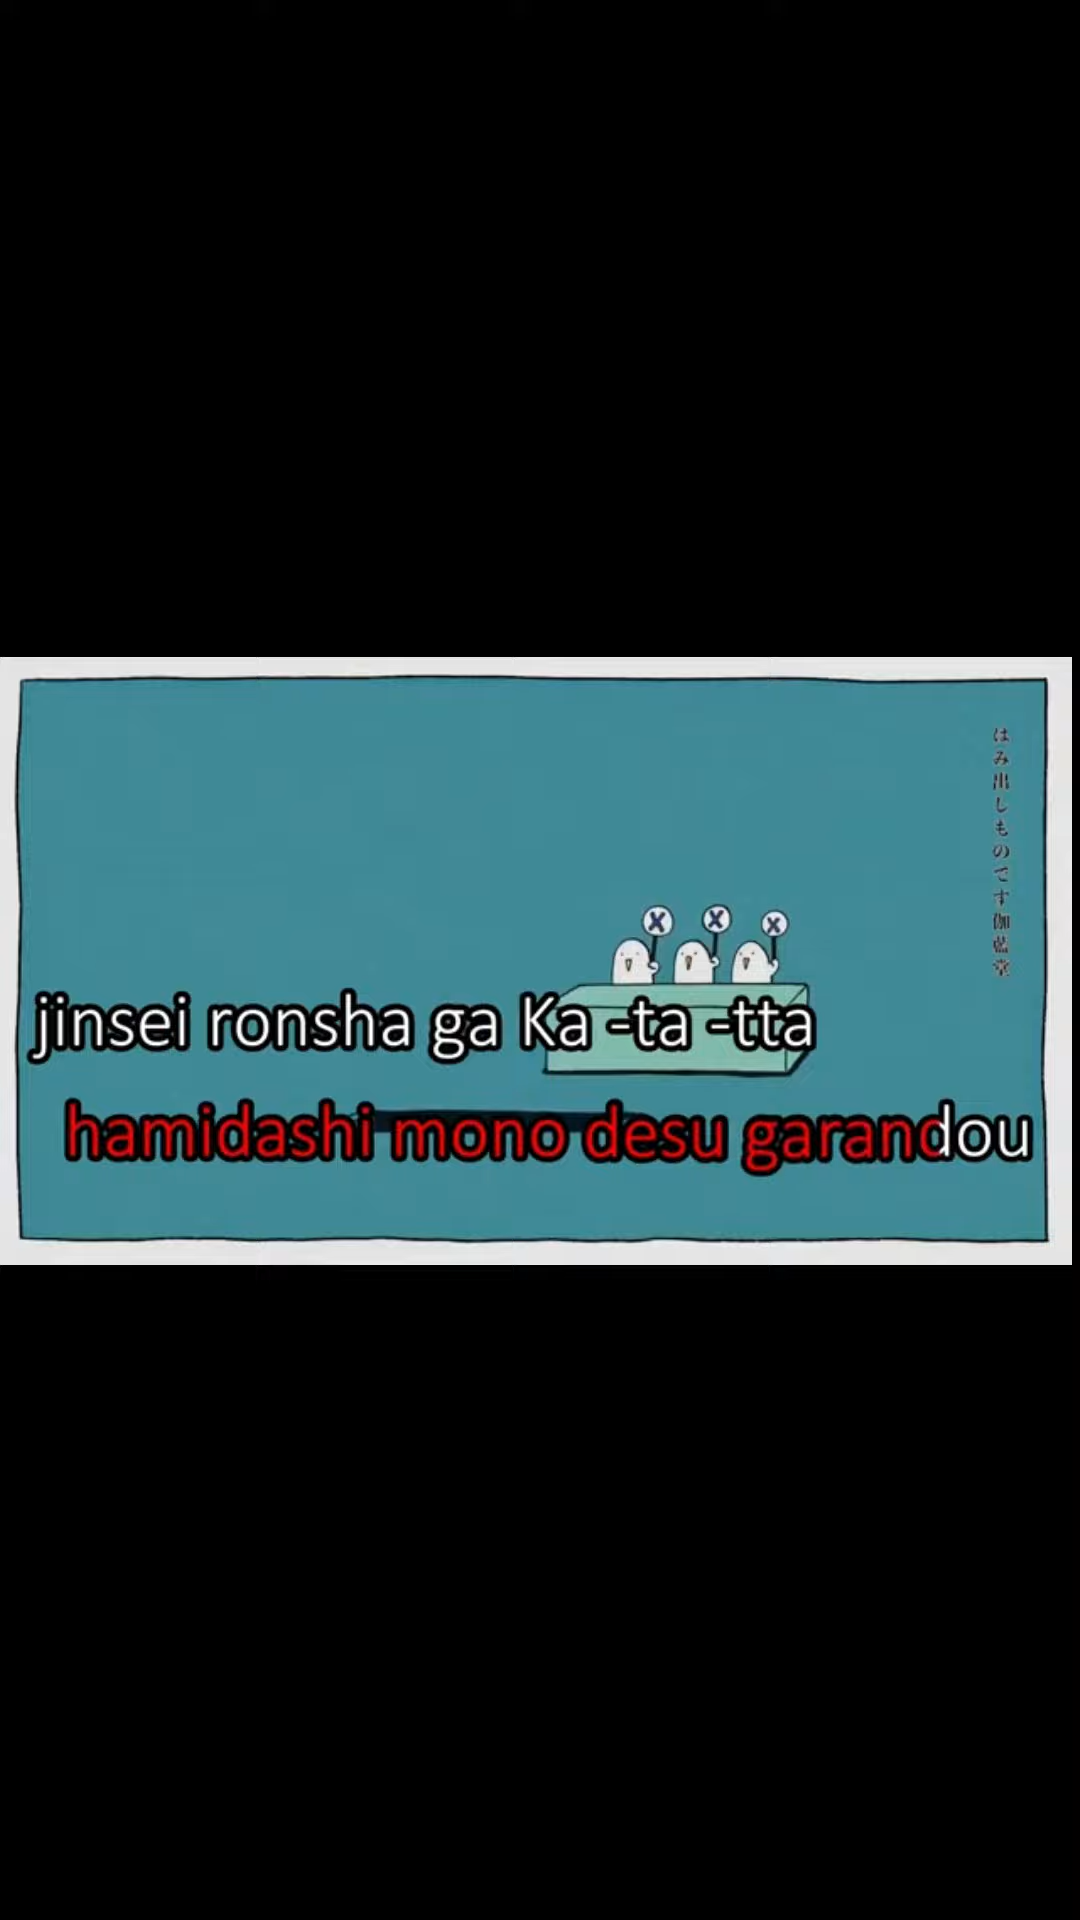 はみ出しものです伽藍堂
X X X
jinsei ronsha ga Ka -ta -tta
hamidashi mono desu garandou